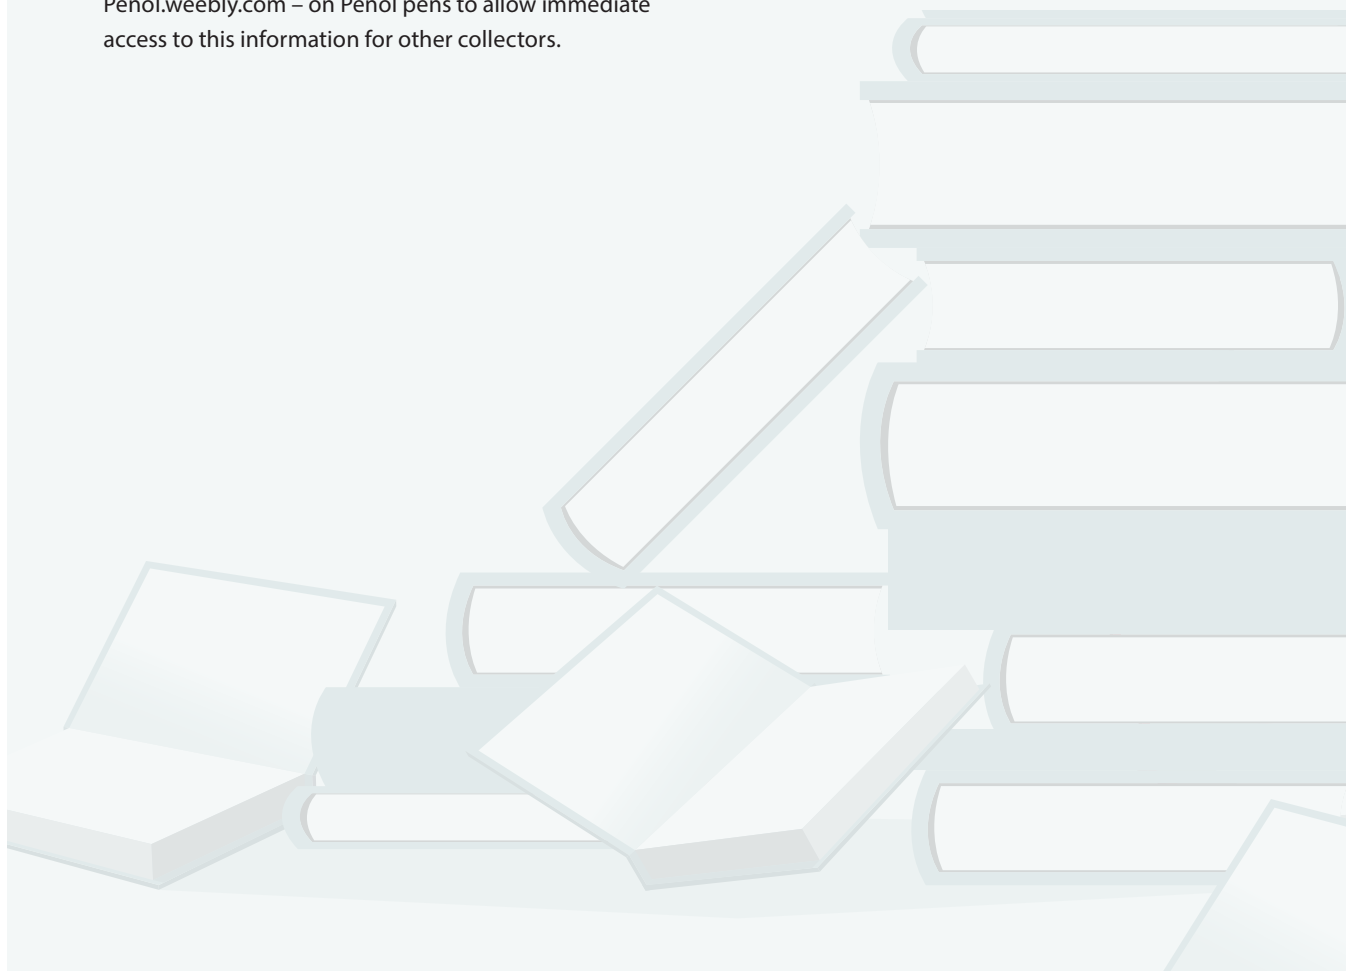 Penol.weebly.com – on Penol pens to allow immediate
access to this information for other collectors.